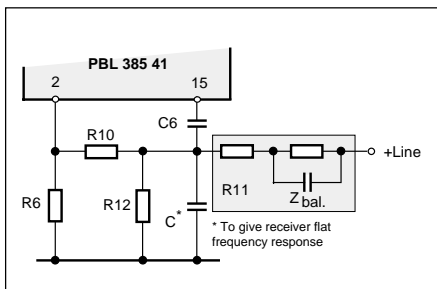 PBL 385 41
2
15
C6
R10
+Line
R11
R6
R12
C*
Z bal.
* To give receiver flat
frequency response